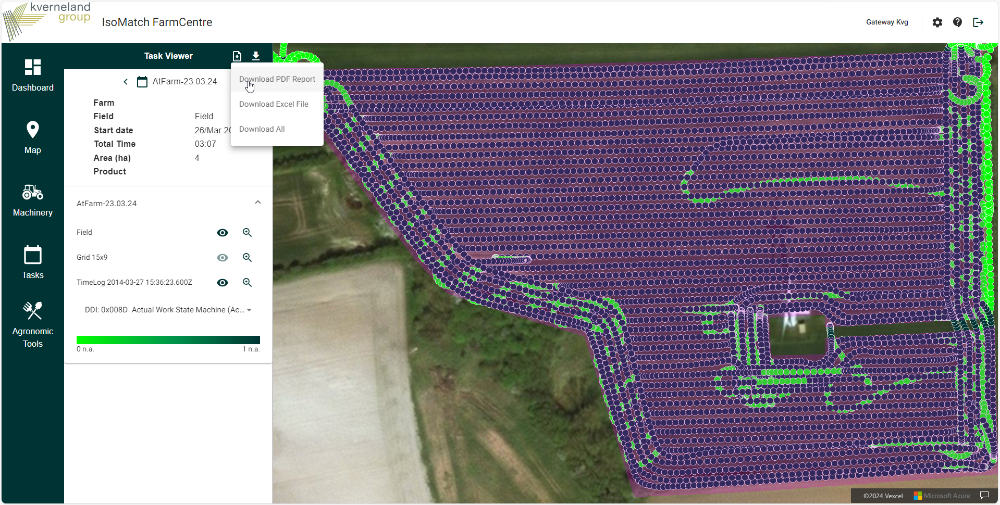 kverneland
group
IsoMatch FarmCentre
Gateway Kvg
Dashboard
Map
Machinery
Tasks
Agronomic
Tools
Task Viewer
AtFarm-23.03.24
Farm
Field Field
Start date 26/Mar 20
Total Time 03:07
Area (ha) 4
Product
Download PDF Report
Download Excel File
Download All
AtFarm-23.03.24
Field
Grid 15x9
TimeLog 2014-03-27 15:36:23.600Z
DDI: 0x008D Actual Work State Machine (Ac...
0 n.a. 1 n.a.
©2024 Vexcel Microsoft Azure